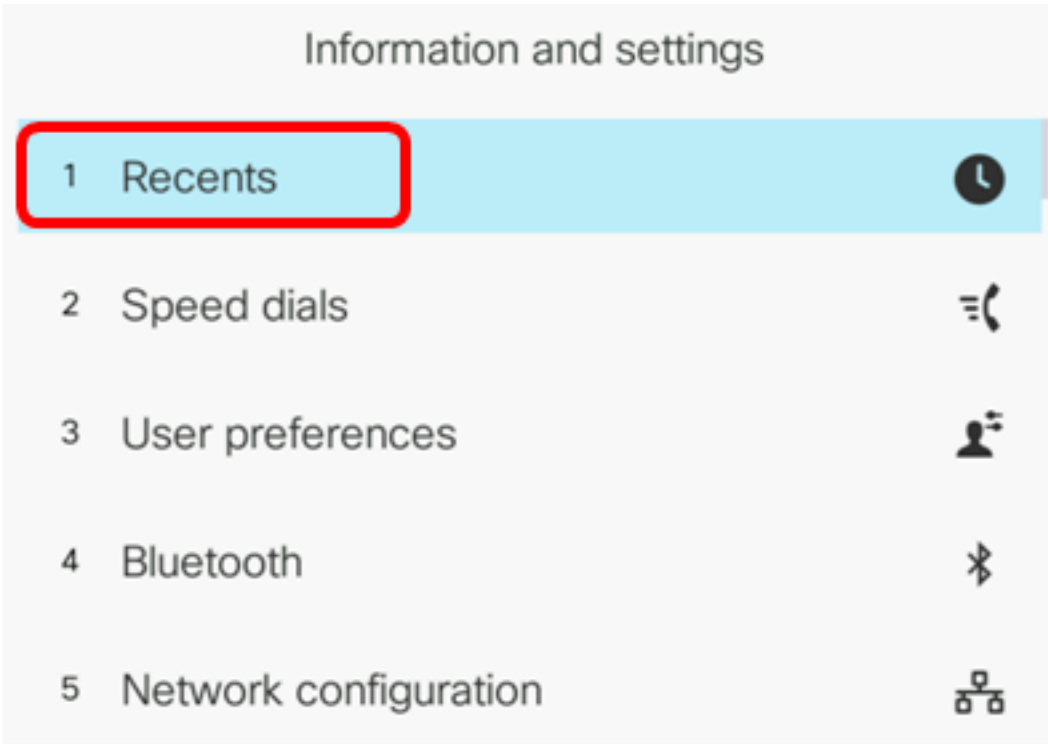 Information and settings
1 Recents
2 Speed dials
3 User preferences
4 Bluetooth
5 Network configuration